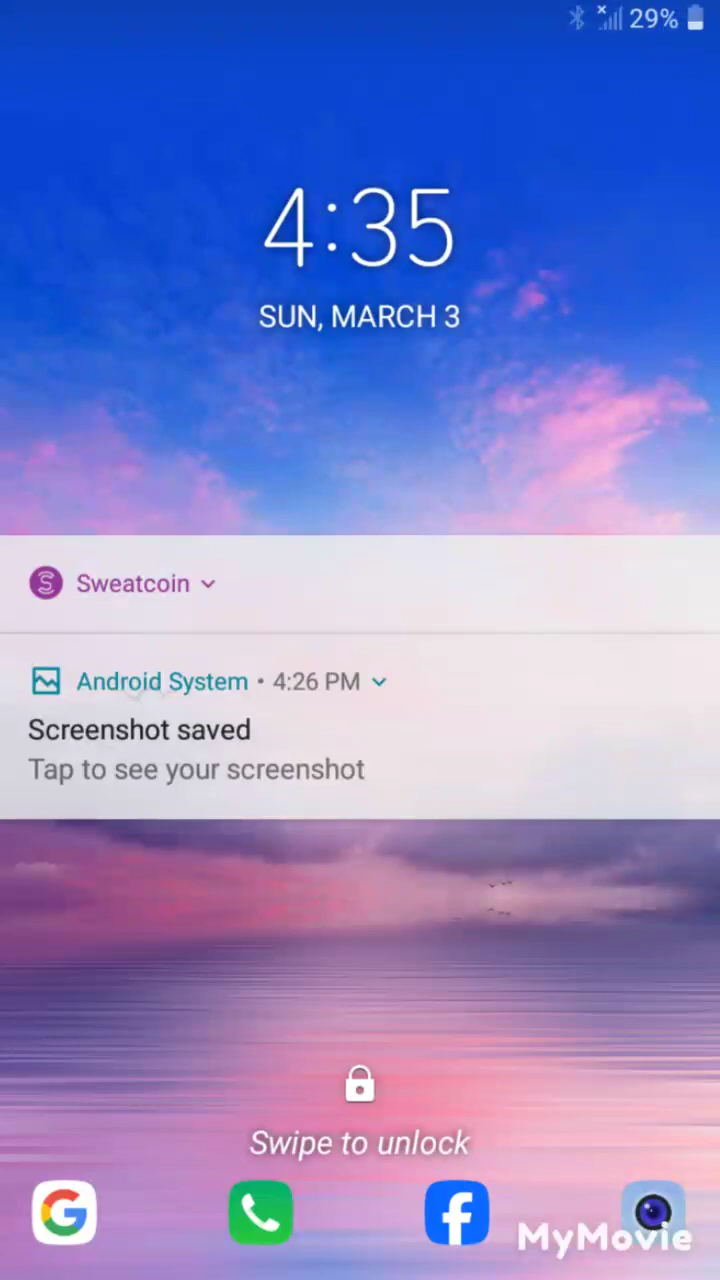 29%
4:35
SUN, MARCH 3
Sweatcoin
Android System • 4:26 PM
Screenshot saved
Tap to see your screenshot
Swipe to unlock
MyMovie